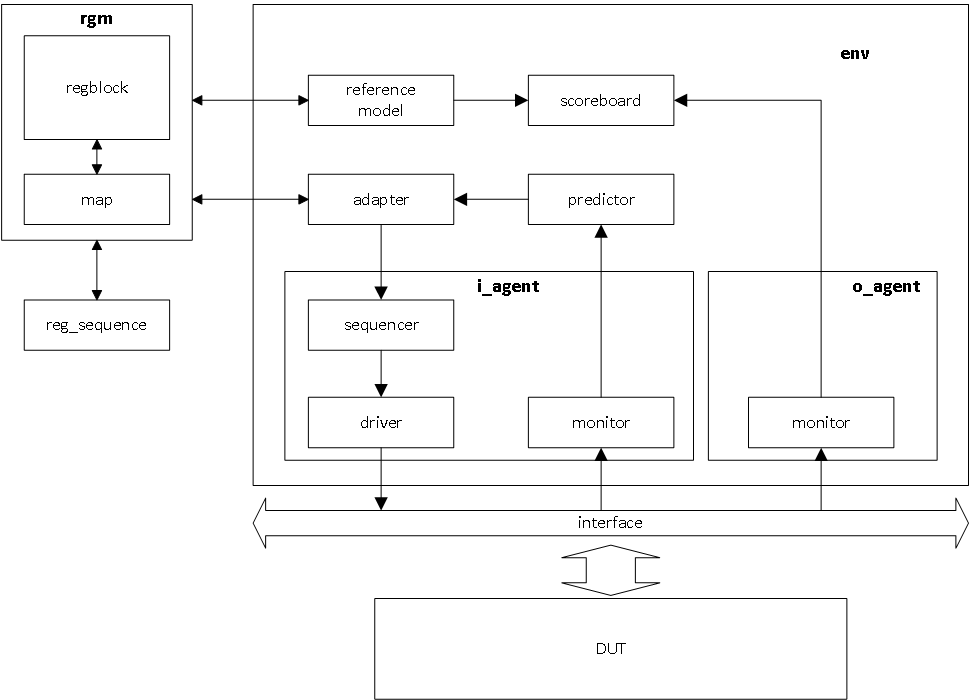 rgm
regblock
map
reg_sequence
env
reference
model
scoreboard
adapter
predictor
i_agent
sequencer
driver
monitor
o_agent
monitor
interface
DUT